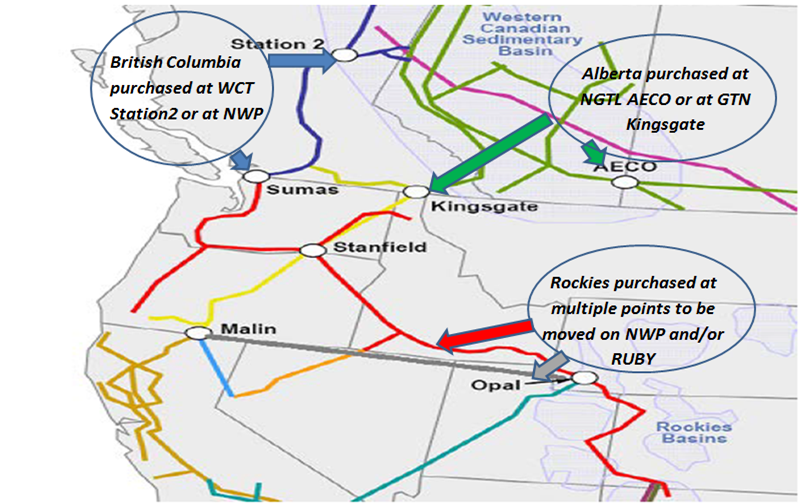 Western
Canadian
Sedimentary
Basin
Station 2
British Columbia
purchased at WCT
Station2 or at NWP
Alberta purchased at
NGTL AECO or at GTN
Kingsgate
AECO
Sumas
Kingsgate
Stanfield
Rockies purchased at
multiple points to be
moved on NWP and/or
RUBY
Malin
Opal
Rockies
Basins